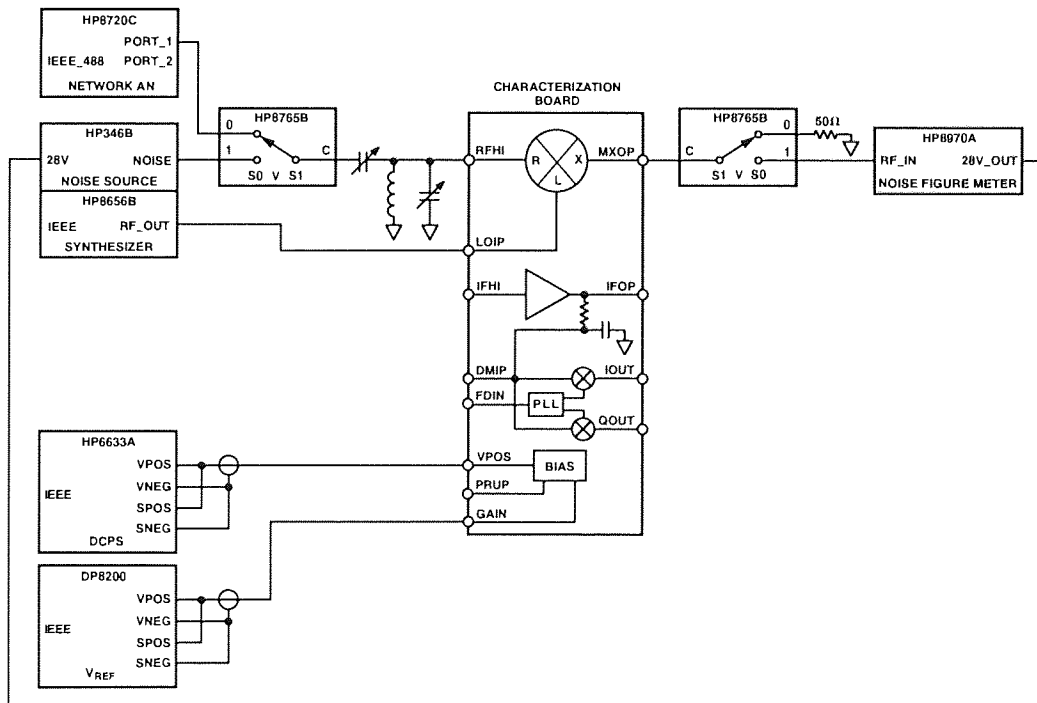 HP8720C
PORT_1
IEEE_488 PORT_2
NETWORK AN
HP346B
28V NOISE
NOISE SOURCE
HP8656B
IEEE RF_OUT
SYNTHESIZER
HP8765B
0
1
C
S0 V S1
CHARACTERIZATION
BOARD
RFHI
R X
L
MXOP
LOIP
IFHI
IFOP
DMIP
IOUT
FDIN
PLL
QOUT
VPOS
BIAS
PRUP
GAIN
HP8765B
0
C
1
S1 V S0
50Ω
HP8970A
RF_IN 28V_OUT
NOISE FIGURE METER
HP6633A
VPOS
IEEE VNEG
SPOS
SNEG
DCPS
DP8200
VPOS
VNEG
IEEE
SPOS
SNEG
VREF